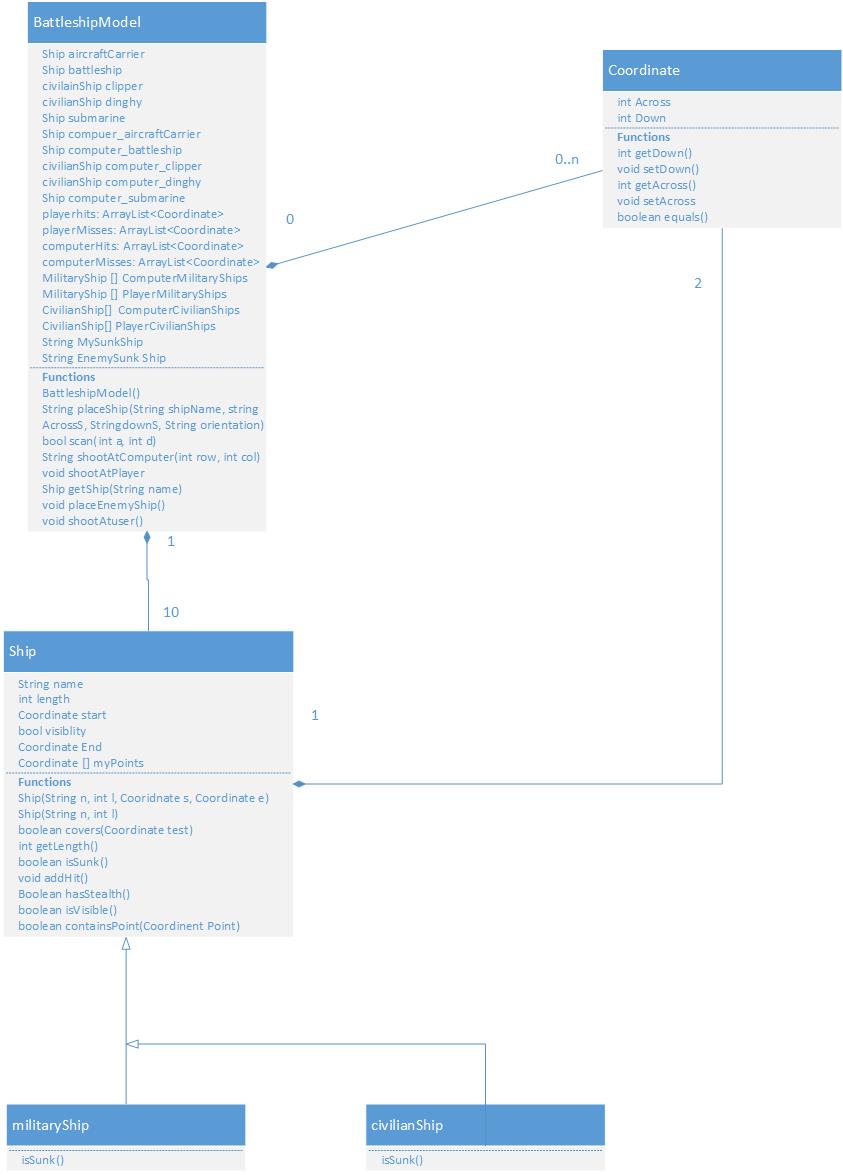 BattleshipModel
Ship aircraftCarrier
Ship battleship
civilainShip clipper
civilianShip dinghy
Ship submarine
Ship compuer_aircraftCarrier
Ship computer_battleship
civilianShip computer_clipper
civilianShip computer_dinghy
Ship computer_submarine
playerhits: ArrayList<Coordinate>
playerMisses: ArrayList<Coordinate>
computerHits: ArrayList<Coordinate>
computerMisses: ArrayList<Coordinate>
MilitaryShip [] ComputerMilitaryShips
MilitaryShip [] PlayerMilitaryShips
CivilianShip[] ComputerCivilianShips
CivilianShip[] PlayerCivilianShips
String MySunkShip
String EnemySunk Ship
Functions
BattleshipModel()
String placeShip(String shipName, string
AcrossS, StringdownS, String orientation)
bool scan(int a, int d)
String shootAtComputer(int row, int col)
void shootAtPlayer
Ship getShip(String name)
void placeEnemyShip()
void shootAtuser()
Coordinate
int Across
int Down
Functions
int getDown()
void setDown()
int getAcross()
void setAcross
boolean equals()
0..n
0
2
1
10
Ship
String name
int length
Coordinate start
bool visiblity
Coordinate End
Coordinate [] myPoints
Functions
Ship(String n, int l, Cooridnate s, Coordinate e)
Ship(String n, int l)
boolean covers(Coordinate test)
int getLength()
boolean isSunk()
void addHit()
Boolean hasStealth()
boolean isVisible()
boolean containsPoint(Coordinent Point)
1
militaryShip
isSunk()
civilianShip
isSunk()